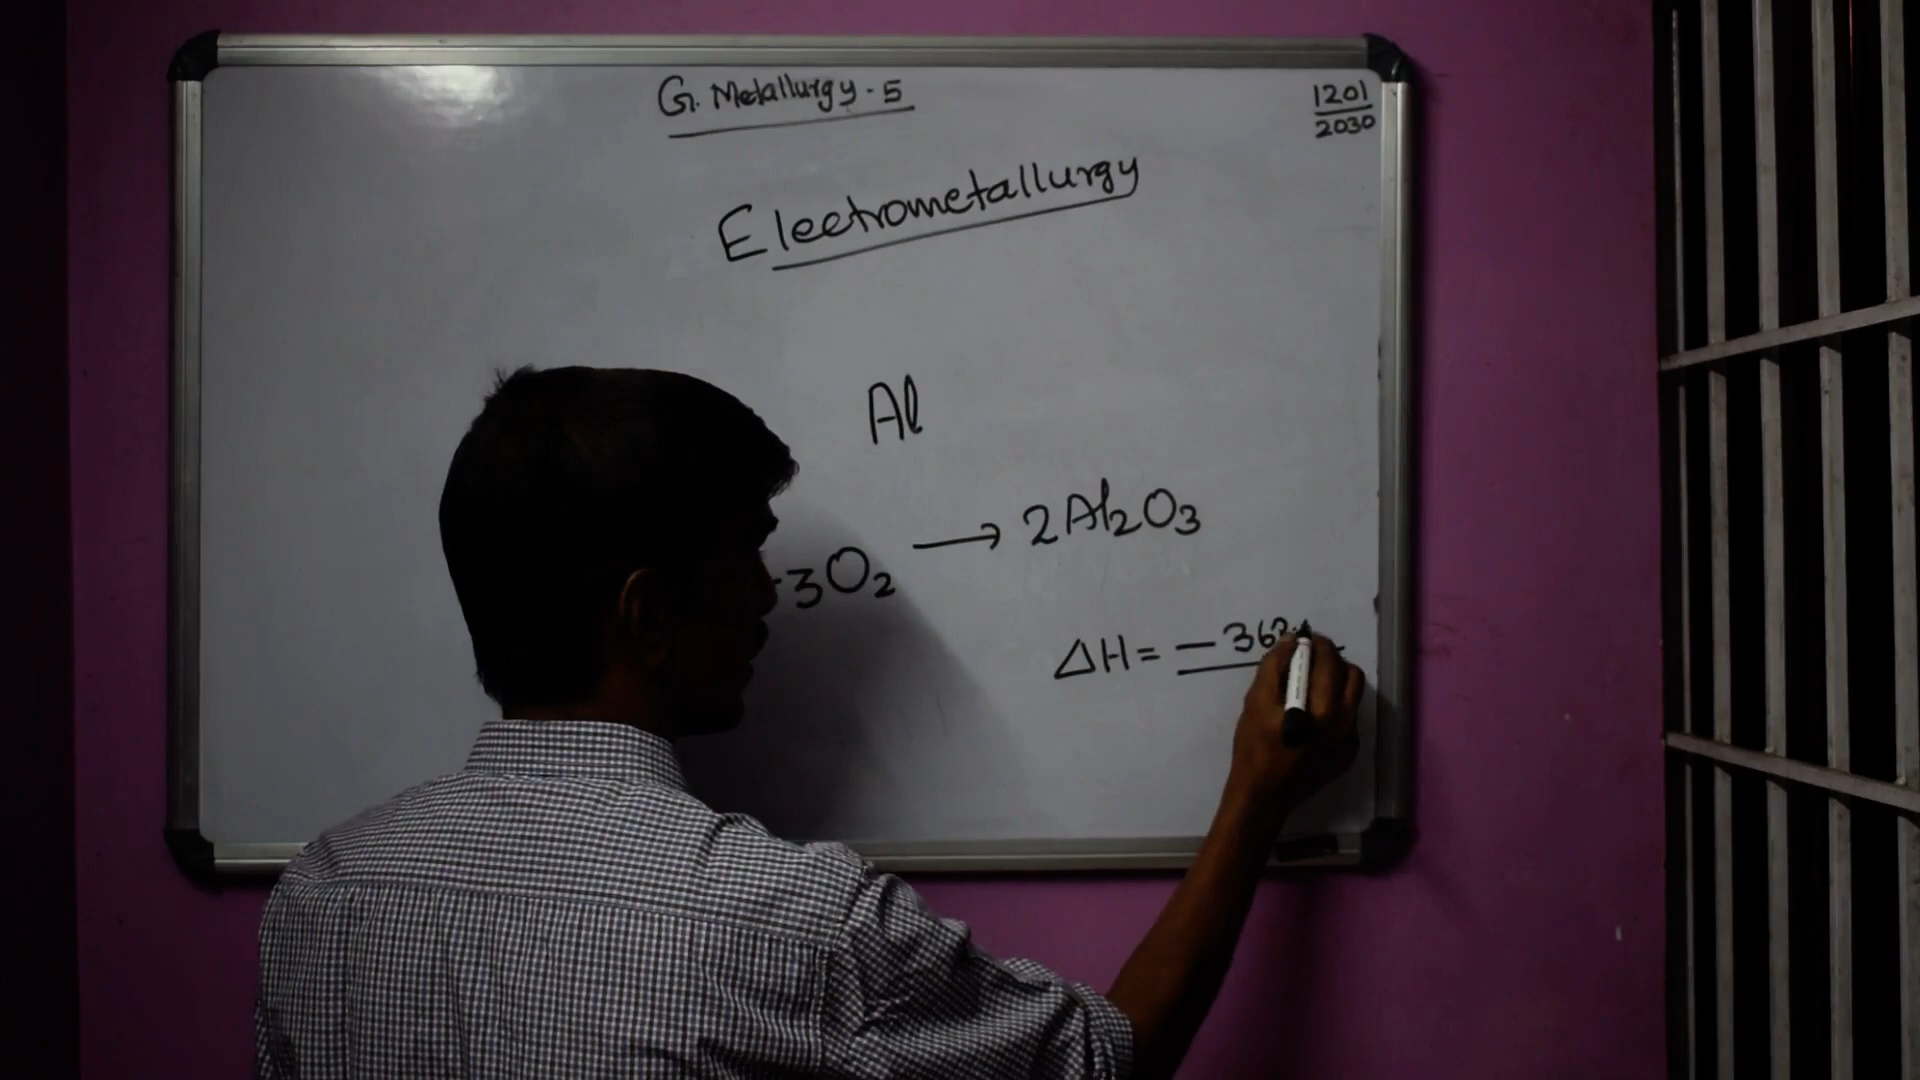 G. Metallurgy - 5
1201
2030
Electrometallurgy
Al
3O₂ → 2Al₂O₃
ΔH = − 36